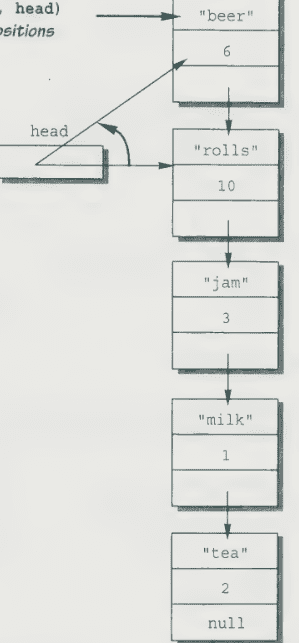 , head)
ositions
"beer"
6
head
"rolls"
10
"jam"
3
"milk"
1
"tea"
2
null